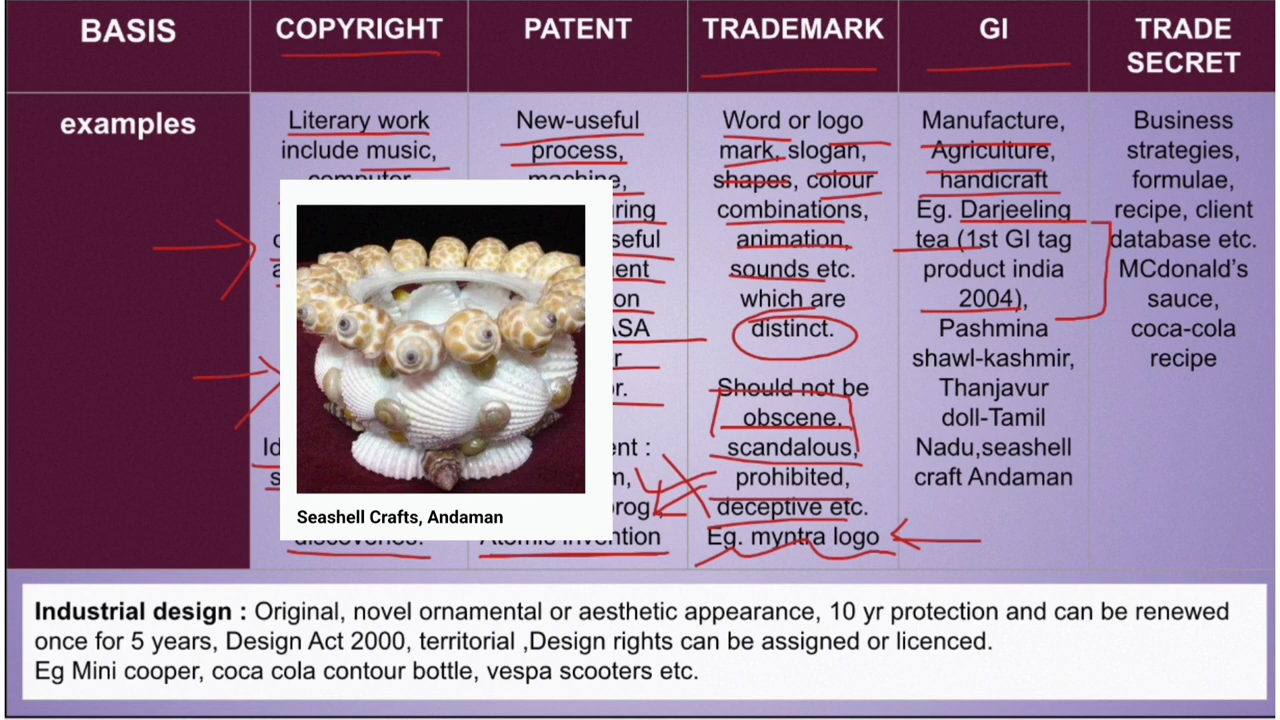 BASIS
COPYRIGHT
PATENT
TRADEMARK
GI
TRADE
SECRET
examples
Literary work
include music,
computer
New-useful
process,
machine,
Word or logo
mark, slogan,
shapes, colour
combinations,
animation,
sounds etc.
which are
distinct.
Should not be
obscene,
scandalous,
prohibited,
deceptive etc.
Eg. myntra logo
Manufacture,
Agriculture,
handicraft
Eg. Darjeeling
tea (1st GI tag
product india
2004),
Pashmina
shawl-kashmir,
Thanjavur
doll-Tamil
Nadu,seashell
craft Andaman
Business
strategies,
formulae,
recipe, client
database etc.
MCdonald's
sauce,
coca-cola
recipe
Seashell Crafts, Andaman
discoveries.
Atomic invention
Industrial design : Original, novel ornamental or aesthetic appearance, 10 yr protection and can be renewed
once for 5 years, Design Act 2000, territorial ,Design rights can be assigned or licenced.
Eg Mini cooper, coca cola contour bottle, vespa scooters etc.